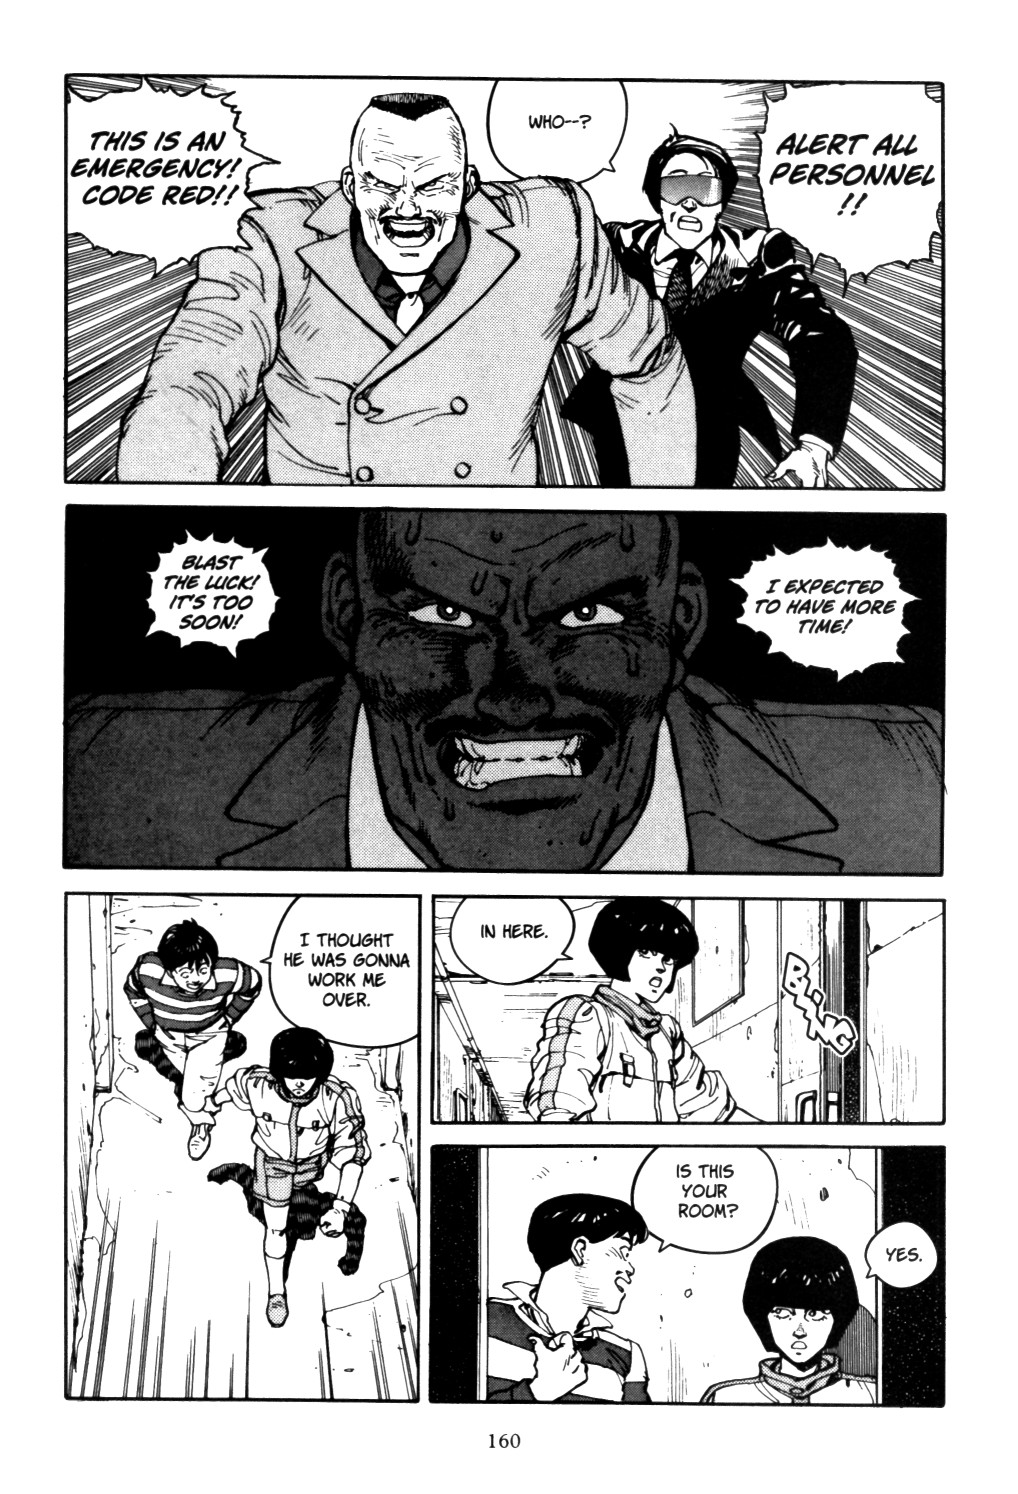 THIS IS AN
EMERGENCY!
CODE RED!!
WHO--?
ALERT ALL
PERSONNEL
!!
BLAST
THE LUCK!
IT'S TOO
SOON!
I EXPECTED
TO HAVE MORE
TIME!
I THOUGHT
HE WAS GONNA
WORK ME
OVER.
IN HERE.
BING
IS THIS
YOUR
ROOM?
YES.
160